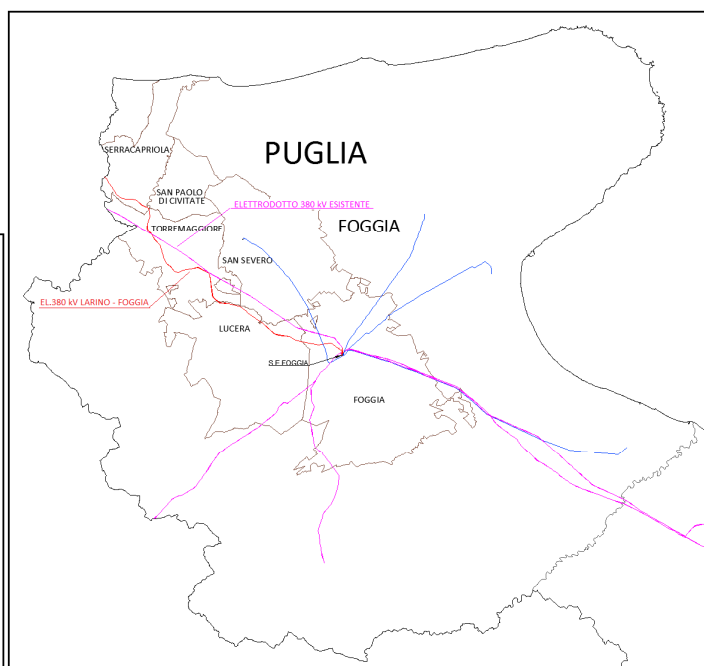 SERRACAPRIOLA
PUGLIA
SAN PAOLO
DI CIVITATE
ELETTRODOTTO 380 kV ESISTENTE
TORREMAGGIORE
FOGGIA
SAN SEVERO
EL.380 kV LARINO - FOGGIA
LUCERA
S.E.FOGGIA
FOGGIA